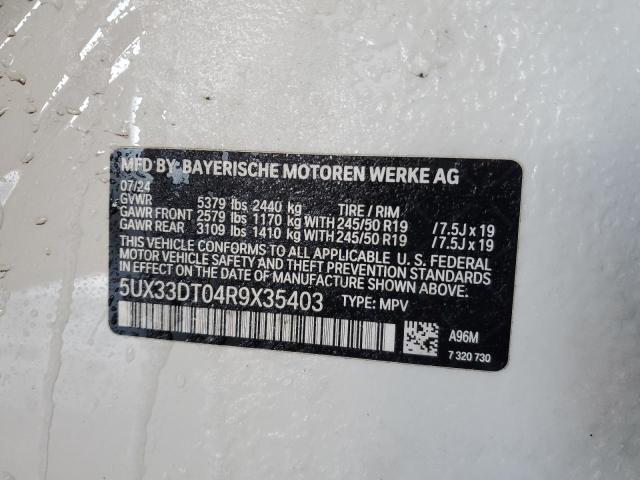 MFD BY: BAYERISCHE MOTOREN WERKE AG
07/24
GVWR 5379 lbs 2440 kg TIRE / RIM
GAWR FRONT 2579 lbs 1170 kg WITH 245/50 R19 /7.5J x 19
GAWR REAR 3109 lbs 1410 kg WITH 245/50 R19 /7.5J x 19
THIS VEHICLE CONFORMS TO ALL APPLICABLE U. S. FEDERAL
MOTOR VEHICLE SAFETY AND THEFT PREVENTION STANDARDS
IN EFFECT ON THE DATE OF MANUFACTURE SHOWN ABOVE.
5UX33DT04R9X35403 TYPE: MPV
A96M
7 320 730